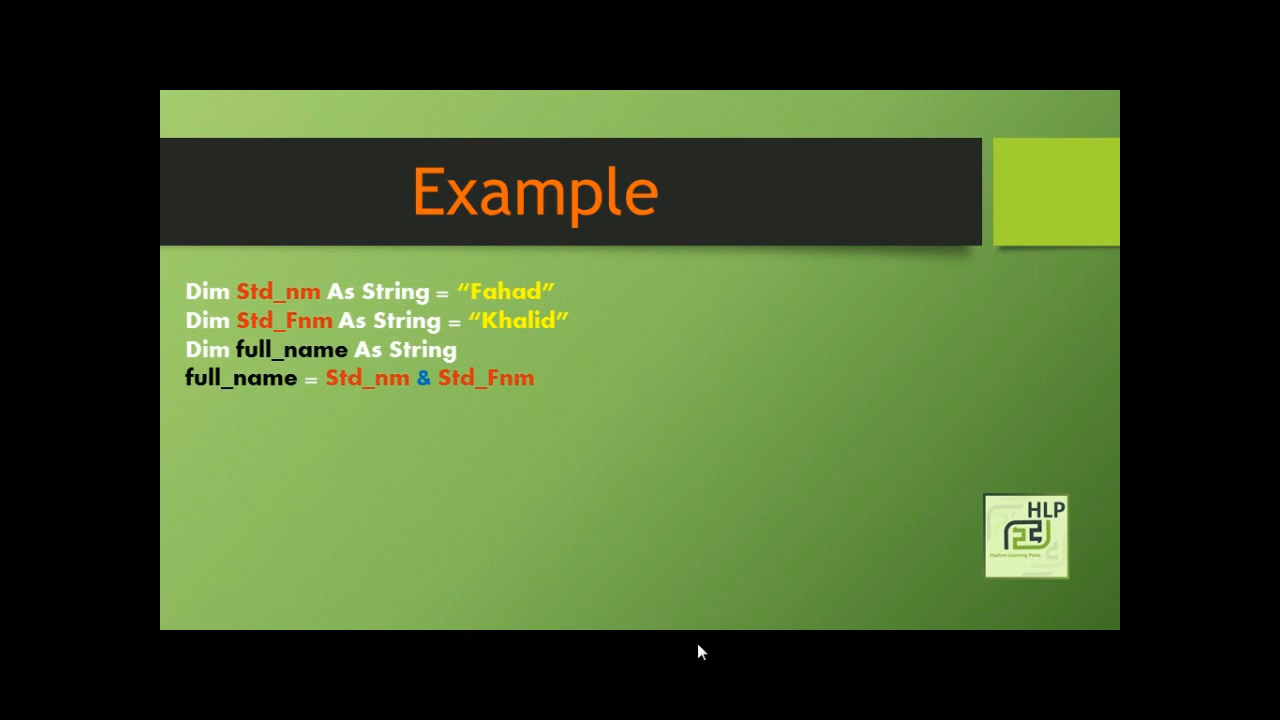 Example
Dim Std_nm As String = “Fahad”
Dim Std_Fnm As String = “Khalid”
Dim full_name As String
full_name = Std_nm & Std_Fnm
HLP